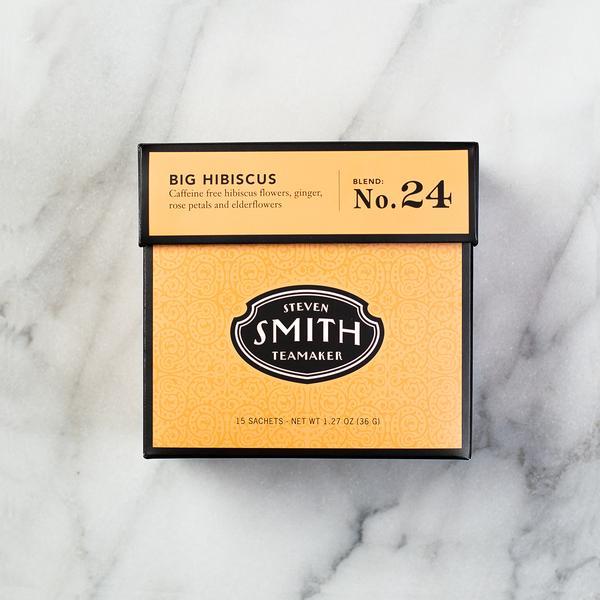 BIG HIBISCUS
Caffeine free hibiscus flowers, ginger,
rose petals and elderflowers
BLEND:
No.24
STEVEN
SMITH
TEAMAKER
15 SACHETS - NET WT 1.27 OZ (36 G)